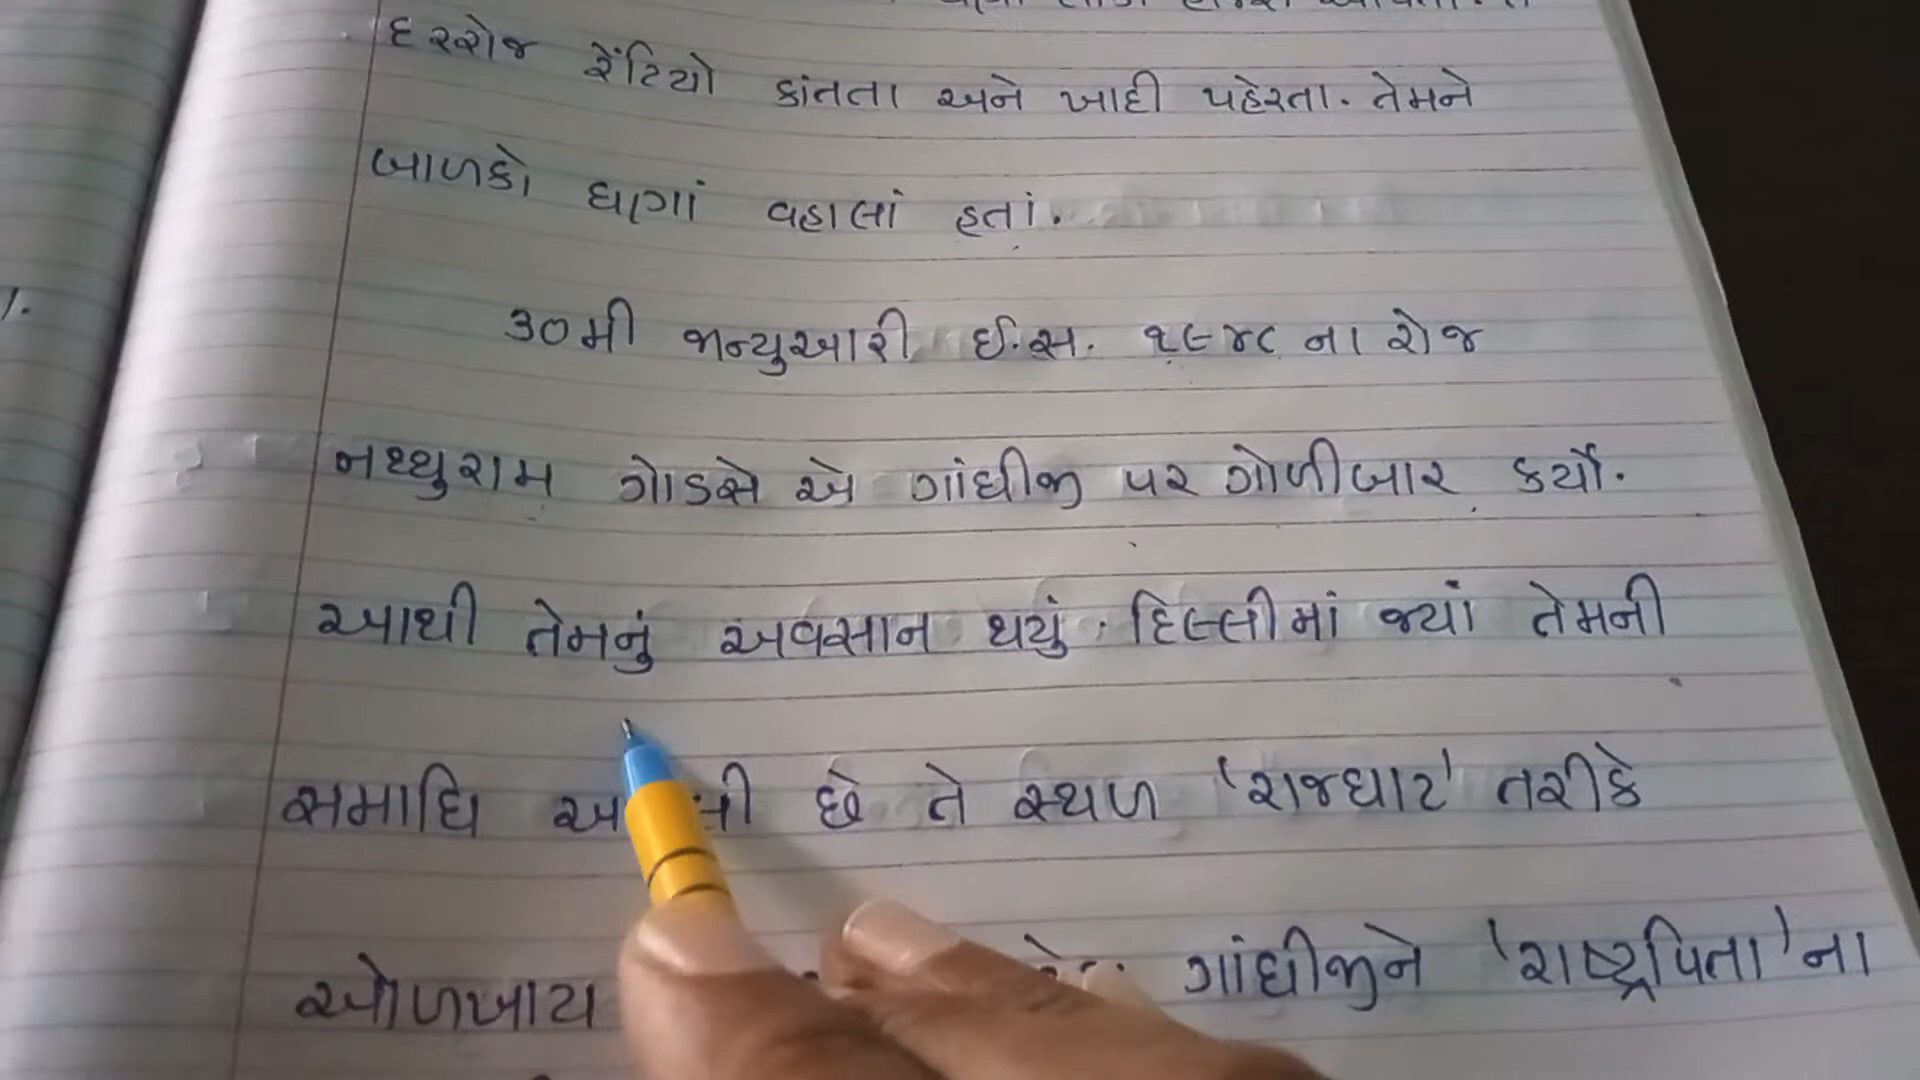 દરરોજ રેંટિયો કાંતતા અને ખાદી પહેરતા. તેમને
બાળકો ઘણાં વહાલાં હતાં.
૩૦મી જાન્યુઆરી ઈ.સ. ૧૯૪૮ ના રોજ
નથ્થુરામ ગોડસે એ ગાંધીજી પર ગોળીબાર કર્યો.
આથી તેમનું અવસાન થયું. દિલ્લીમાં જ્યાં તેમની
સમાધિ છે તે સ્થળ 'રાજઘાટ' તરીકે
ઓળખાય ગાંધીજીને 'રાષ્ટ્રપિતા'ના